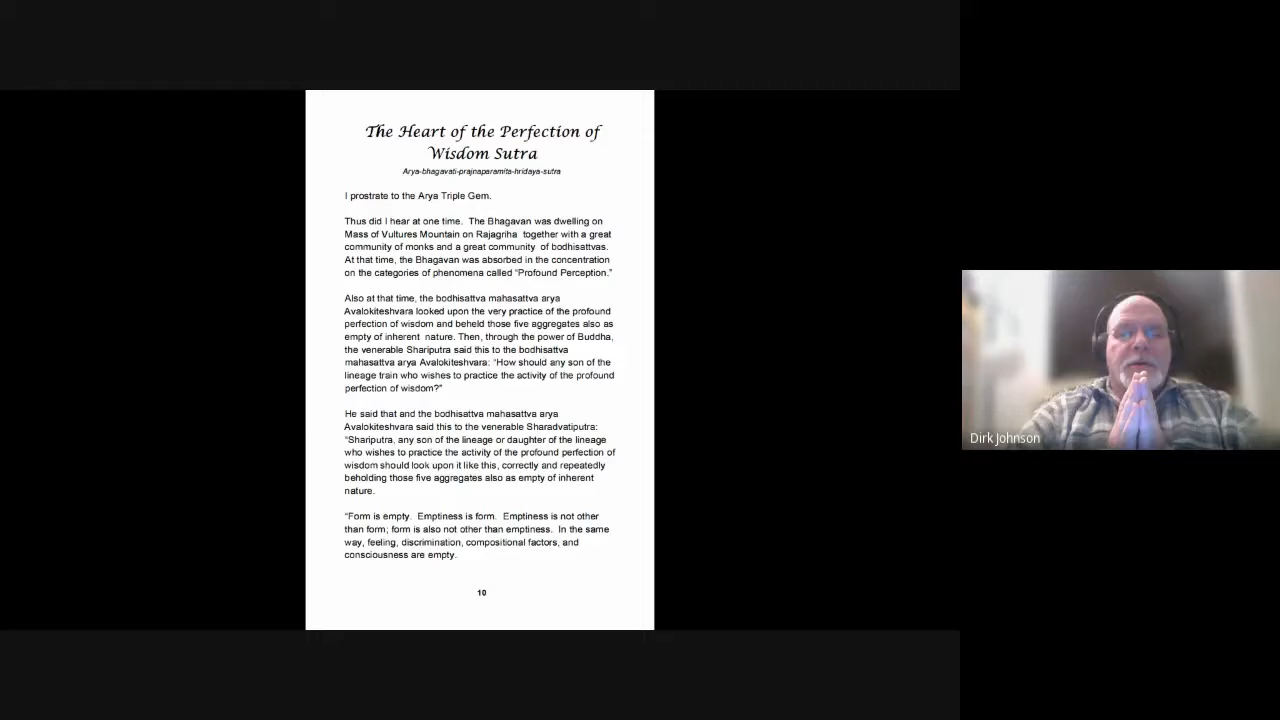 The Heart of the Perfection of
Wisdom Sutra
Arya-bhagavati-prajnaparamita-hridaya-sutra
I prostrate to the Arya Triple Gem.
Thus did I hear at one time.  The Bhagavan was dwelling on
Mass of Vultures Mountain on Rajagriha  together with a great
community of monks and a great community  of bodhisattvas.
At that time, the Bhagavan was absorbed in the concentration
on the categories of phenomena called “Profound Perception.”
Also at that time, the bodhisattva mahasattva arya
Avalokiteshvara looked upon the very practice of the profound
perfection of wisdom and beheld those five aggregates also as
empty of inherent  nature. Then, through the power of Buddha,
the venerable Shariputra said this to the bodhisattva
mahasattva arya Avalokiteshvara: “How should any son of the
lineage train who wishes to practice the activity of the profound
perfection of wisdom?”
He said that and the bodhisattva mahasattva arya
Avalokiteshvara said this to the venerable Sharadvatiputra:
“Shariputra, any son of the lineage or daughter of the lineage
who wishes to practice the activity of the profound perfection of
wisdom should look upon it like this, correctly and repeatedly
beholding those five aggregates also as empty of inherent
nature.
“Form is empty.  Emptiness is form.  Emptiness is not other
than form; form is also not other than emptiness.  In the same
way, feeling, discrimination, compositional factors, and
consciousness are empty.
10
Dirk Johnson